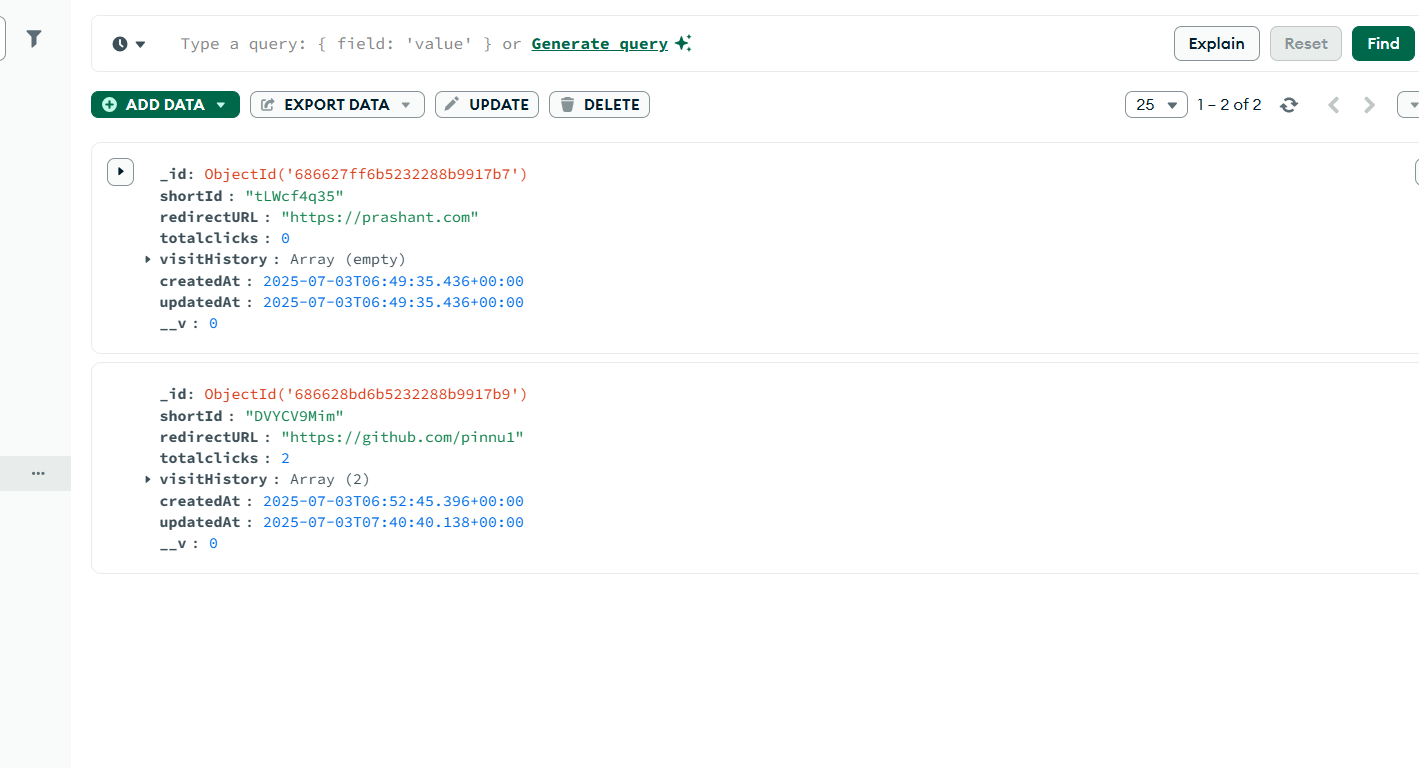 Type a query: { field: 'value' } or Generate query
Explain
Reset
Find
ADD DATA
EXPORT DATA
UPDATE
DELETE
25
1 – 2 of 2
_id: ObjectId('686627ff6b5232288b9917b7')
shortId : "tLWcf4q35"
redirectURL : "https://prashant.com"
totalclicks : 0
visitHistory : Array (empty)
createdAt : 2025-07-03T06:49:35.436+00:00
updatedAt : 2025-07-03T06:49:35.436+00:00
__v : 0
_id: ObjectId('686628bd6b5232288b9917b9')
shortId : "DVYCV9Mim"
redirectURL : "https://github.com/pinnu1"
totalclicks : 2
visitHistory : Array (2)
createdAt : 2025-07-03T06:52:45.396+00:00
updatedAt : 2025-07-03T07:40:40.138+00:00
__v : 0